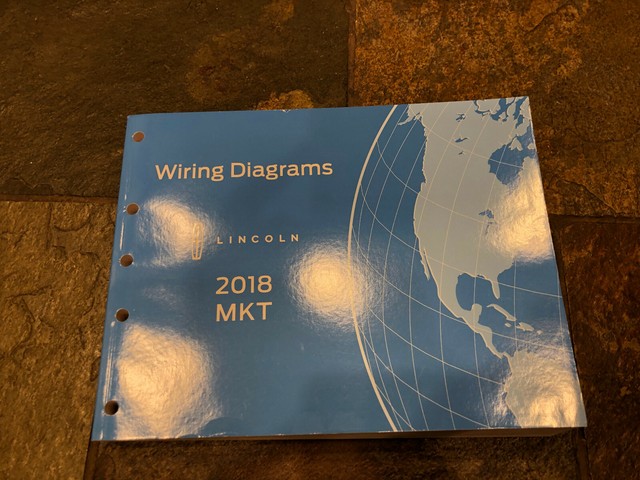 Wiring Diagrams
LINCOLN
2018
MKT